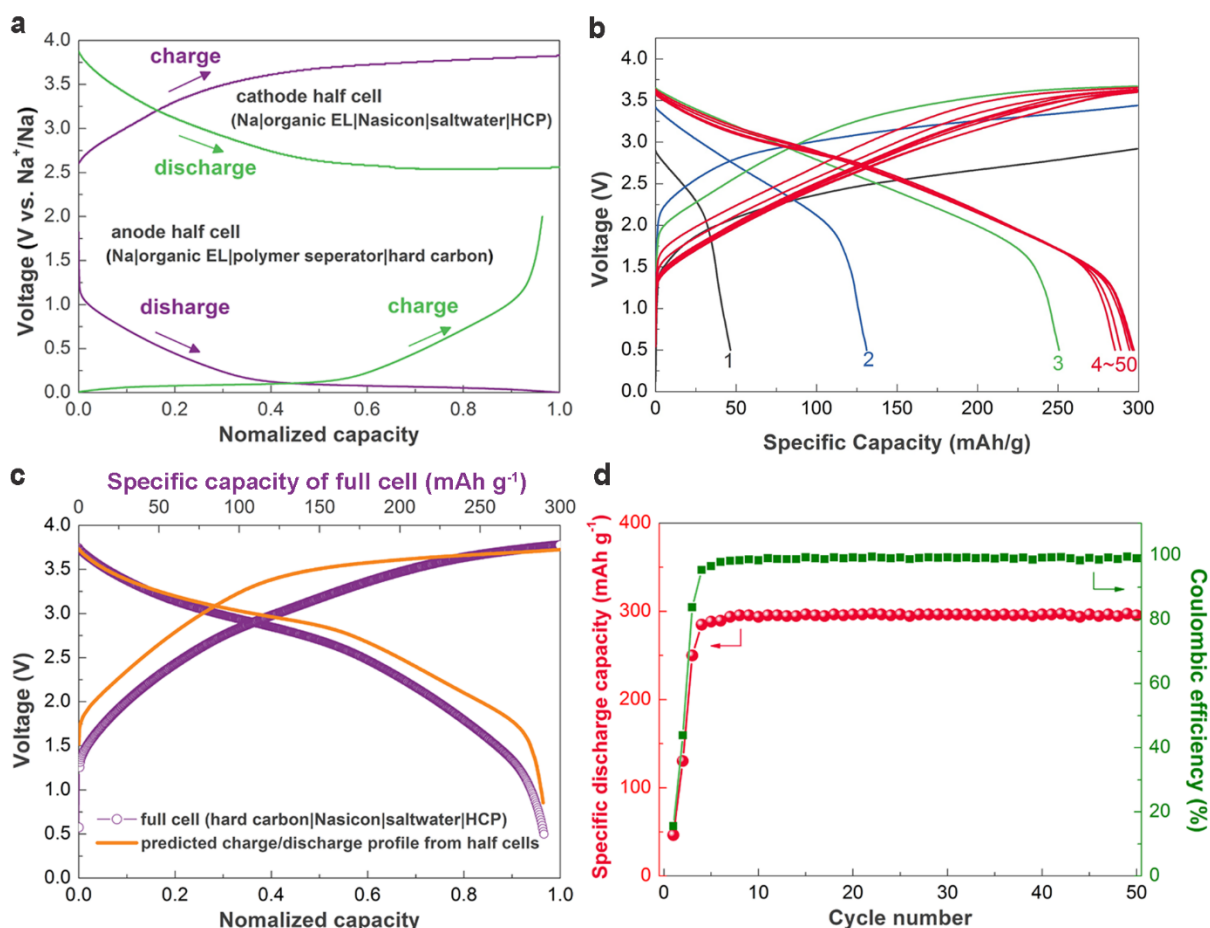 a
4.0
3.5
3.0
2.5
2.0
1.5
1.0
0.5
0.0
Voltage (V vs. Na⁺/Na)
charge
cathode half cell
(Na|organic EL|Nasicon|saltwater|HCP)
discharge
anode half cell
(Na|organic EL|polymer seperator|hard carbon)
disharge
charge
0.0 0.2 0.4 0.6 0.8 1.0
Nomalized capacity
b
4.0
3.5
3.0
2.5
2.0
1.5
1.0
0.5
0.0
Voltage (V)
1 2 3 4~50
0 50 100 150 200 250 300
Specific Capacity (mAh/g)
c
Specific capacity of full cell (mAh g⁻¹)
0 50 100 150 200 250 300
4.0
3.5
3.0
2.5
2.0
1.5
1.0
0.5
0.0
Voltage (V)
full cell (hard carbon|Nasicon|saltwater|HCP)
predicted charge/discharge profile from half cells
0.0 0.2 0.4 0.6 0.8 1.0
Nomalized capacity
d
400
300
200
100
0
Specific discharge capacity (mAh g⁻¹)
100
80
60
40
20
0
Coulombic efficiency (%)
0 10 20 30 40 50
Cycle number